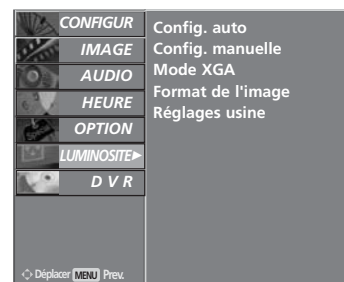 CONFIGUR
IMAGE
AUDIO
HEURE
OPTION
LUMINOSITE
D V R
Config. auto
Config. manuelle
Mode XGA
Format de l'image
Réglages usine
Déplacer MENU Prev.